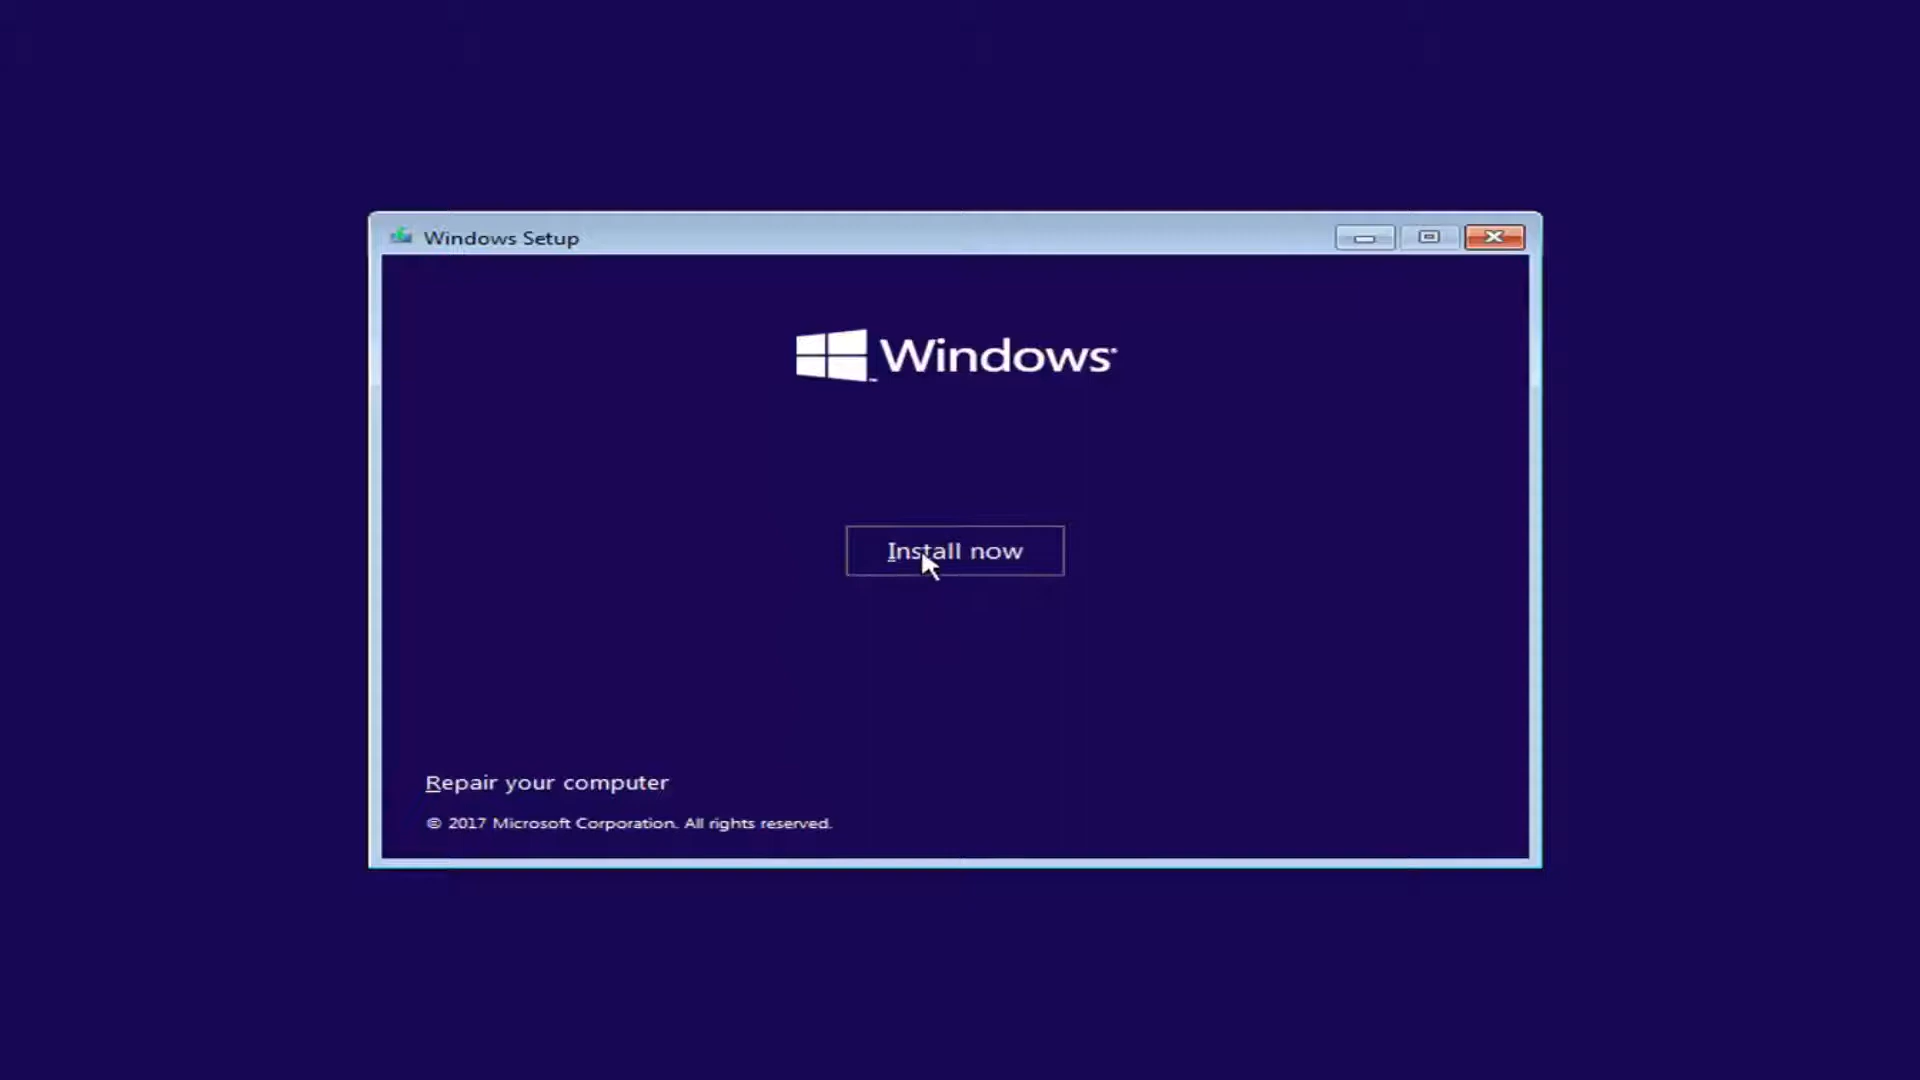 Windows Setup
Windows
Install now
Repair your computer
© 2017 Microsoft Corporation. All rights reserved.